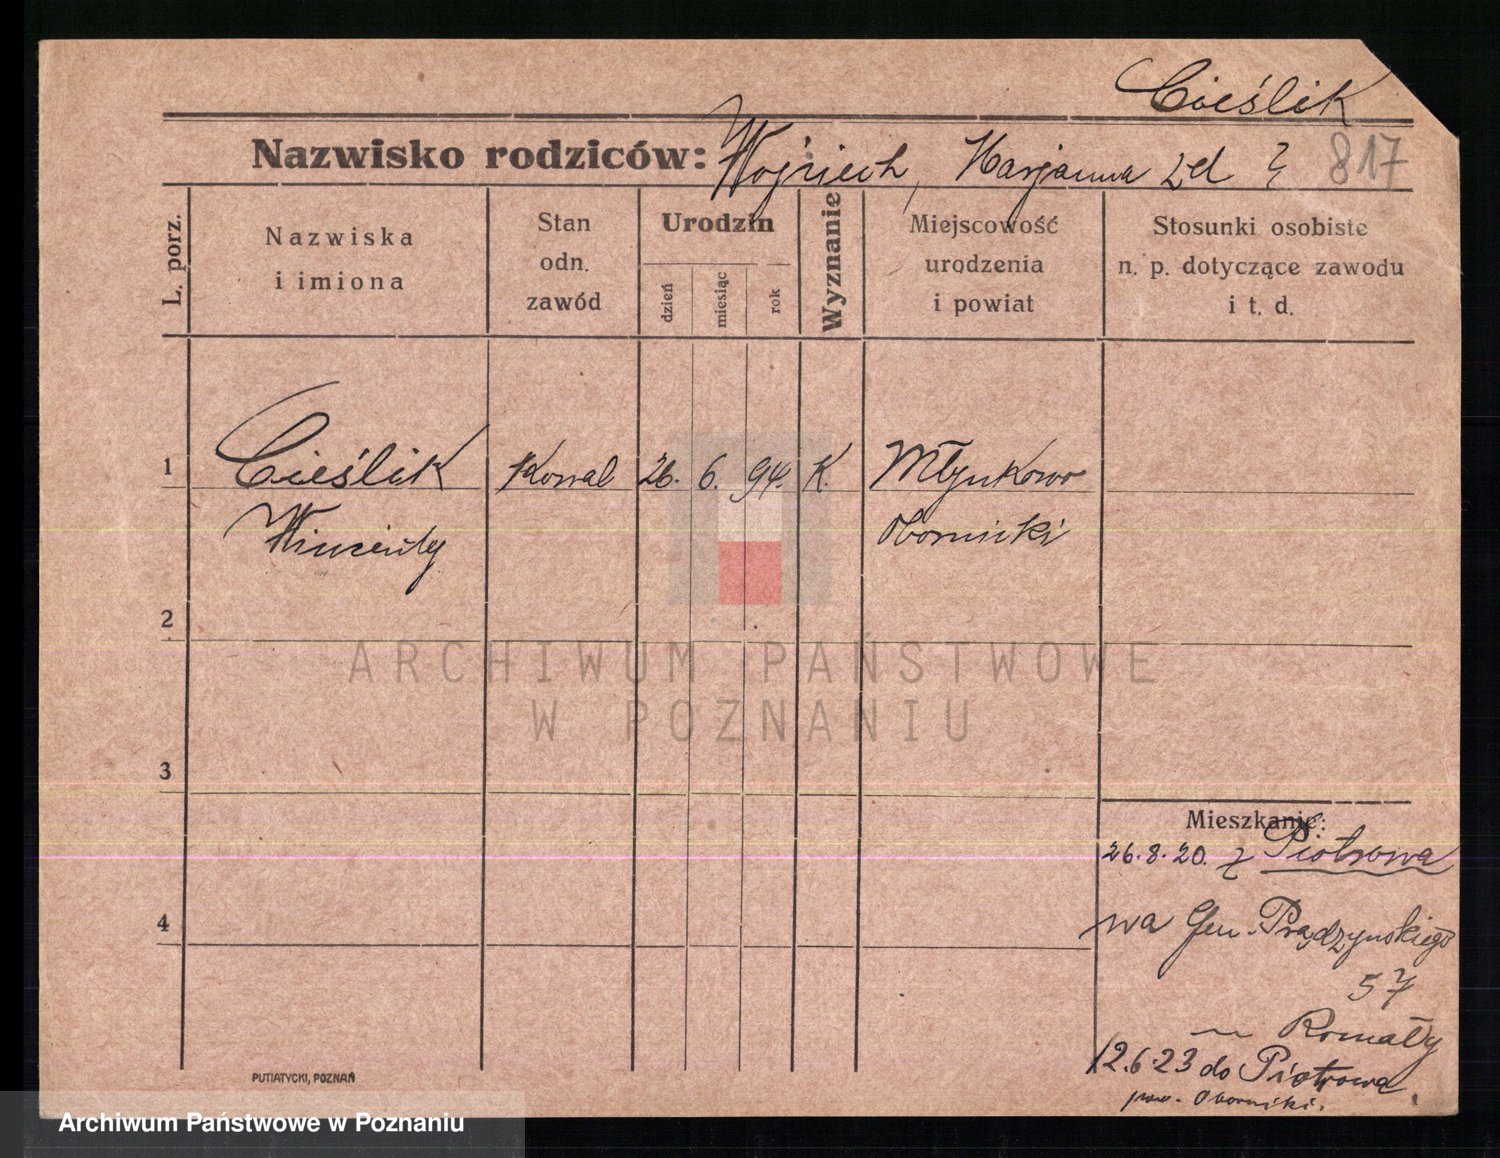 Cieślik
Nazwisko rodziców: Wojciech, Marjanna zd ?
817
L. porz.
Nazwiska
i imiona
Stan
odn.
zawód
Urodzin
dzień
miesiąc
rok
Wyznanie
Miejscowość
urodzenia
i powiat
Stosunki osobiste
n. p. dotyczące zawodu
i t. d.
1
Cieślik Kowal 26. 6. 94. K. Młynkowo
Wincenty Obornicki
2
ARCHIWUM PAŃSTWOWE
W POZNANIU
3
Mieszkanie:
26.8.20. z Piotrowa
4
na Gen. Prądzyńskiego
57
12.6.23 do Piotrowa
pow. Oborniki.
PUTIATYCKI, POZNAŃ
Archiwum Państwowe w Poznaniu